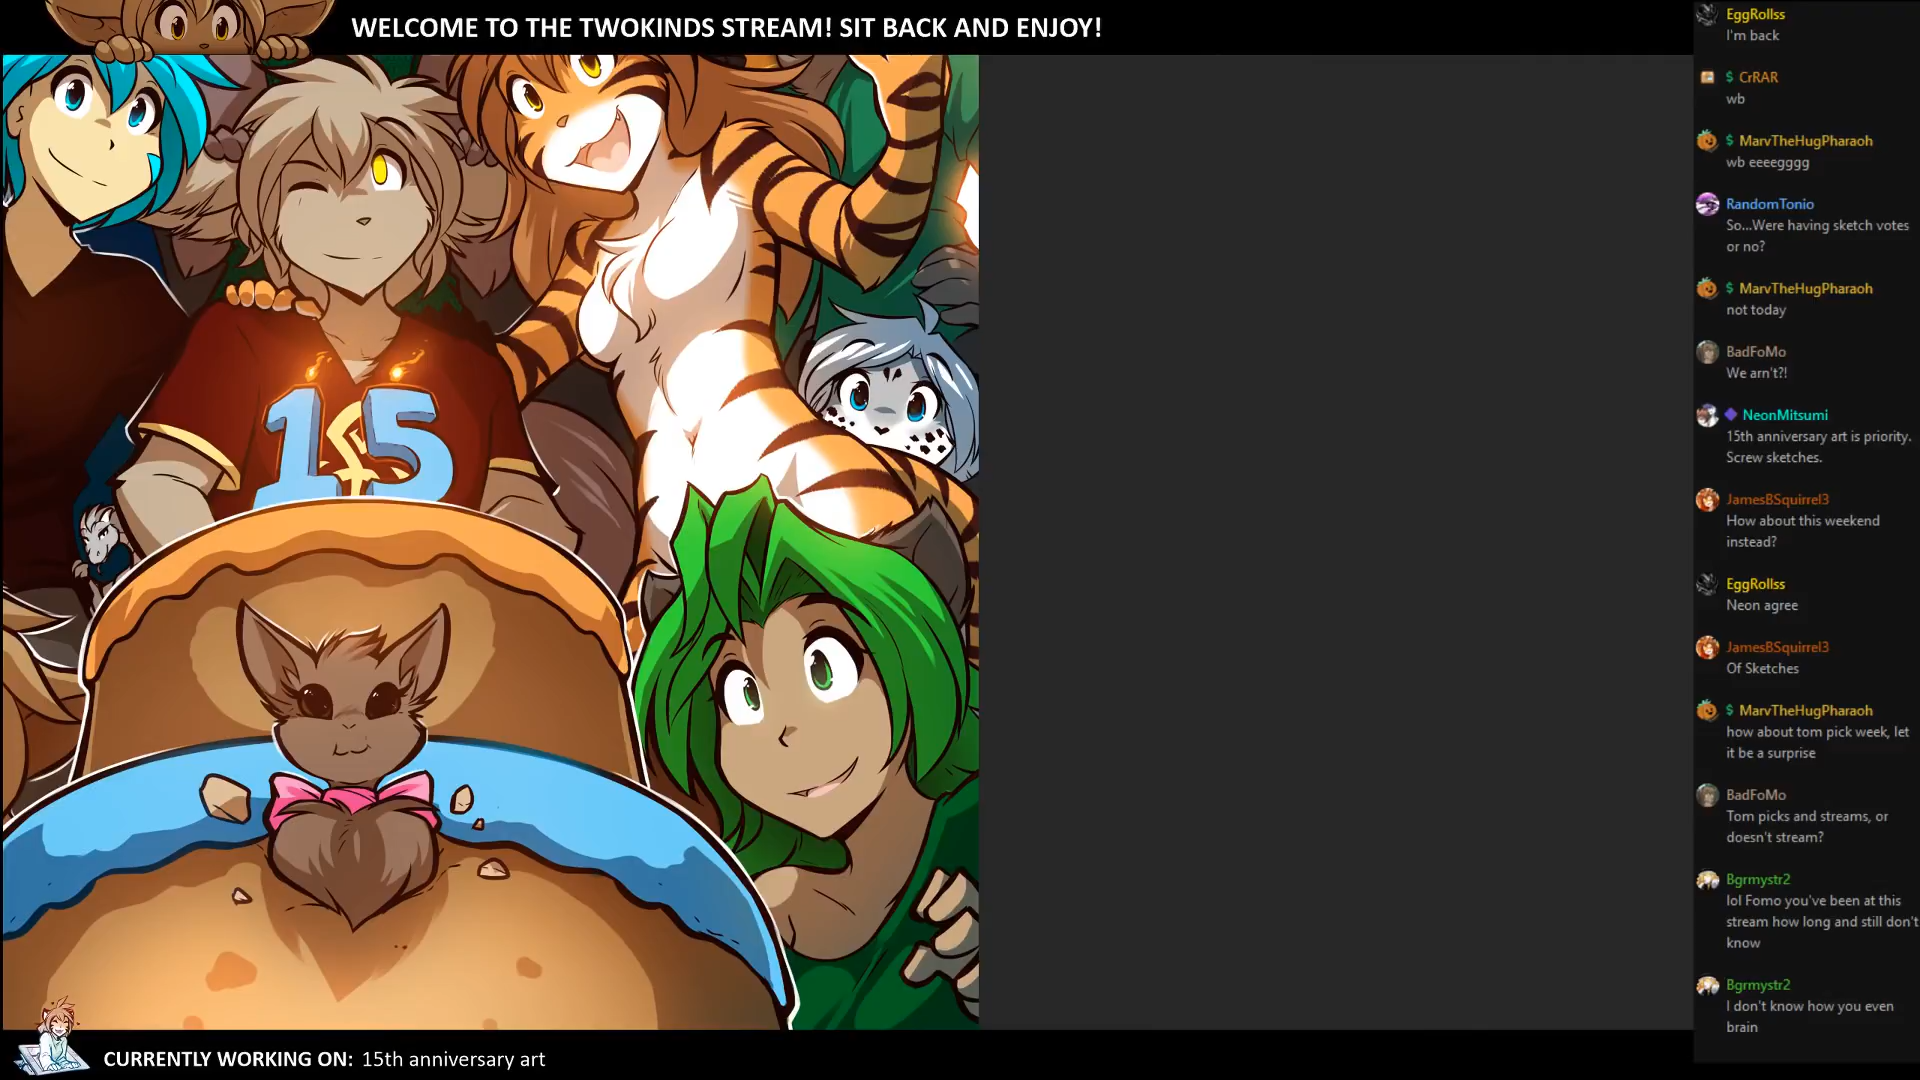 WELCOME TO THE TWOKINDS STREAM! SIT BACK AND ENJOY!
15
CURRENTLY WORKING ON: 15th anniversary art
EggRollss
I'm back
$ CrRAR
wb
$ MarvTheHugPharaoh
wb eeeegggg
RandomTonio
So...Were having sketch votes
or no?
$ MarvTheHugPharaoh
not today
BadFoMo
We arn't?!
NeonMitsumi
15th anniversary art is priority.
Screw sketches.
JamesBSquirrel3
How about this weekend
instead?
EggRollss
Neon agree
JamesBSquirrel3
Of Sketches
$ MarvTheHugPharaoh
how about tom pick week, let
it be a surprise
BadFoMo
Tom picks and streams, or
doesn't stream?
Bgrmystr2
lol Fomo you've been at this
stream how long and still don't
know
Bgrmystr2
I don't know how you even
brain